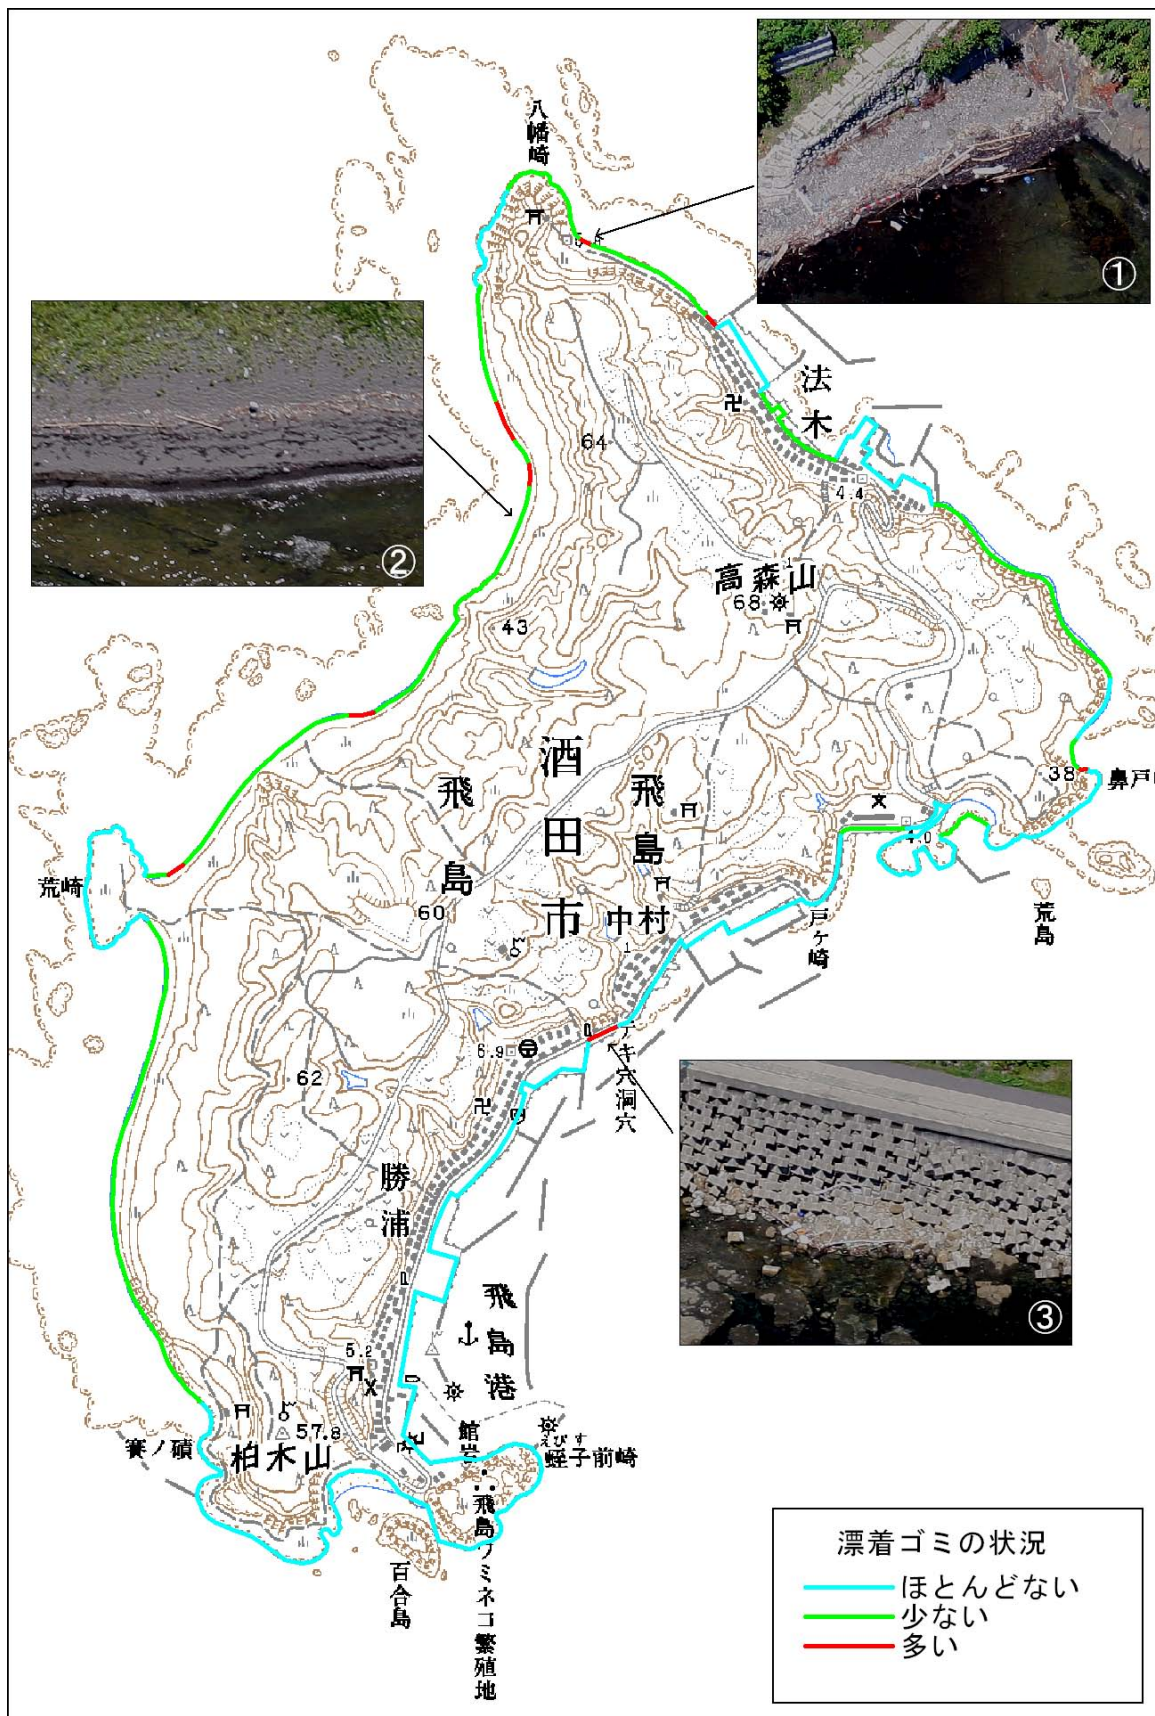 八幡崎
①
②
法木
64
4.4
高森山
68
43
酒田市
飛島
飛島
38
4.0
荒崎
荒島
60
中村
戸ヶ崎
6.9
テキ穴洞穴
62
勝浦
③
飛島港
5.2
館岩
えびす
蛭子前崎
賽ノ磧
57.8
柏木山
百合島
飛島ウミネコ繁殖地
漂着ゴミの状況
ほとんどない
少ない
多い